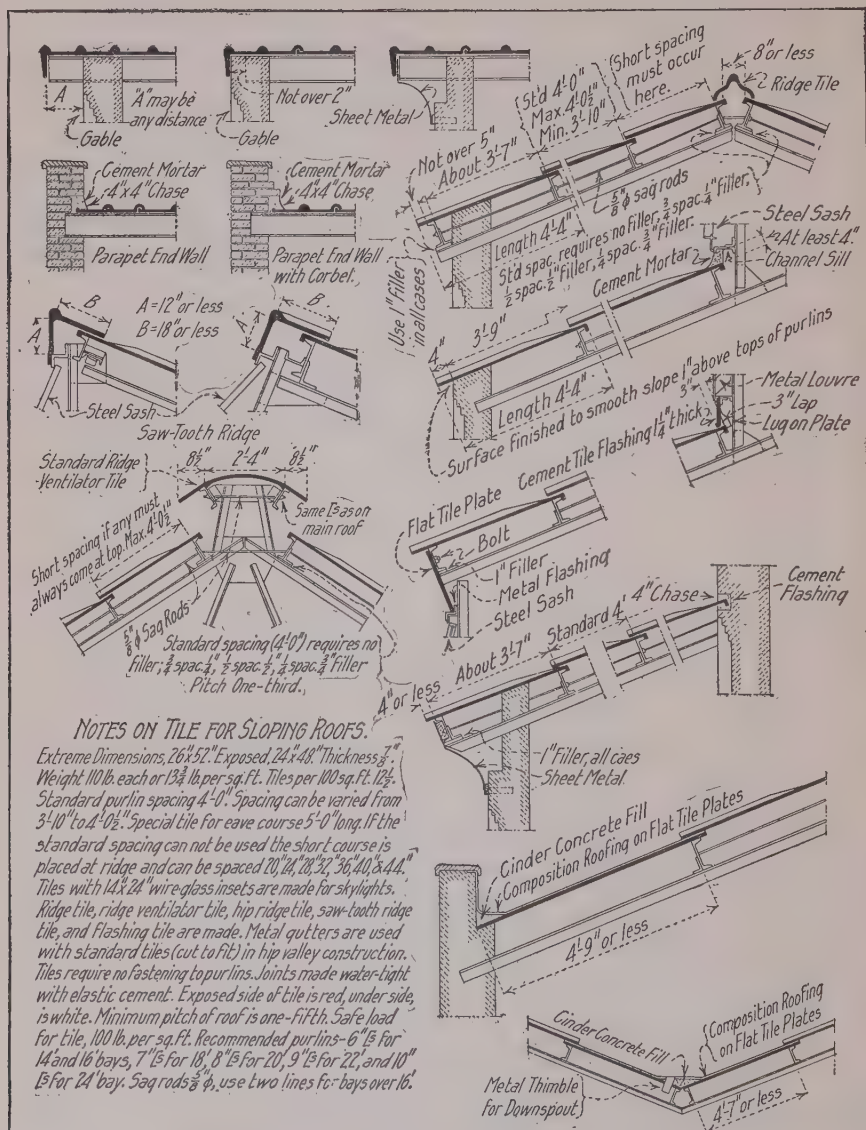 A
"A" may be
any distance
Gable
Not over 2"
Gable
Sheet Metal
Cement Mortar
4"x4" Chase
Parapet End Wall
Cement Mortar
4"x4" Chase
Parapet End Wall
with Corbel.
B
A
A=12" or less
B=18" or less
B
A
Steel Sash
Saw-Tooth Ridge
Standard Ridge
Ventilator Tile
8½" 2'-4" 8½"
Same [s as on
main roof
Short spacing if any must
always come at top. Max. 4'-0½"
⅝" ϕ Sag Rods
Standard spacing (4'-0") requires no
filler; ¾ spac. ¼", ½ spac. ½", ¼ spac. ¾" filler
Pitch One-third.
NOTES ON TILE FOR SLOPING ROOFS.
Extreme Dimensions, 26"x52". Exposed, 24"x48" Thickness ⅞".
Weight 110 lb. each or 13¾ lb. per sq. ft. Tiles per 100 sq. ft. 12½.
Standard purlin spacing 4'-0". Spacing can be varied from
3'-10" to 4'-0½". Special tile for eave course 5'-0" long. If the
standard spacing can not be used the short course is
placed at ridge and can be spaced 20," 24," 28," 32," 36," 40," & 44."
Tiles with 14"x 24" wire-glass insets are made for skylights.
Ridge tile, ridge ventilator tile, hip ridge tile, saw-tooth ridge
tile, and flashing tile are made. Metal gutters are used
with standard tiles (cut to fit) in hip valley construction.
Tiles require no fastening to purlins. Joints made water-tight
with elastic cement. Exposed side of tile is red, under side,
is white. Minimum pitch of roof is one-fifth. Safe load
for tile, 100 lb. per sq. ft. Recommended purlins - 6" [s for
14' and 16' bays, 7" [s for 18', 8" [s for 20', 9" [s for 22', and 10"
[s for 24' bay. Sag rods ⅝" ϕ, use two lines for bays over 16'.
Short spacing
must occur
here.
8" or less
Ridge Tile
Std 4'-0"
Max. 4'-0½"
Min. 3'-10"
Not over 5"
About 3'-7"
⅝" ϕ sag rods
Length 4'-4"
Std spac. requires no filler, ¾ spac. ¼" filler,
½ spac. ½" filler, ¼ spac. ¾" filler.
Use 1" filler
in all cases
Steel Sash
At least 4."
Channel Sill
Cement Mortar
3'-9"
4"
Length 4'-4"
Surface finished to smooth slope 1" above tops of purlins
3"
Metal Louvre
3" Lap
Lug on Plate
Cement Tile Flashing 1¼" thick
Flat Tile Plate
Bolt
1" Filler
Metal Flashing
Steel Sash
4" Chase
Cement
Flashing
Standard 4'
About 3'-7"
4" or less
1" Filler, all caes
Sheet Metal.
Cinder Concrete Fill
Composition Roofing on Flat Tile Plates
4'-9" or less
Cinder Concrete Fill
Composition Roofing
on Flat Tile Plates
Metal Thimble
for Downspout
4'-7" or less